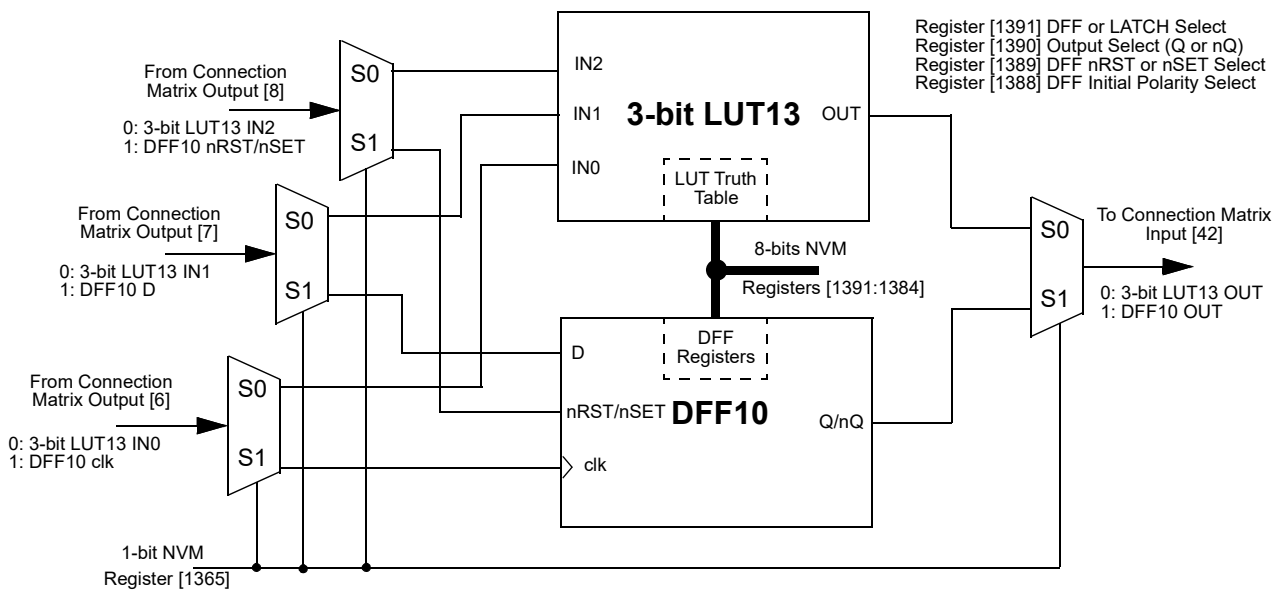 Register [1391] DFF or LATCH Select
Register [1390] Output Select (Q or nQ)
Register [1389] DFF nRST or nSET Select
Register [1388] DFF Initial Polarity Select
From Connection
Matrix Output [8]
0: 3-bit LUT13 IN2
1: DFF10 nRST/nSET
S0
S1
IN2
IN1
IN0
3-bit LUT13
OUT
LUT Truth
Table
From Connection
Matrix Output [7]
0: 3-bit LUT13 IN1
1: DFF10 D
S0
S1
8-bits NVM
Registers [1391:1384]
S0
S1
To Connection Matrix
Input [42]
0: 3-bit LUT13 OUT
1: DFF10 OUT
From Connection
Matrix Output [6]
0: 3-bit LUT13 IN0
1: DFF10 clk
S0
S1
DFF
Registers
D
nRST/nSET
clk
DFF10
Q/nQ
1-bit NVM
Register [1365]